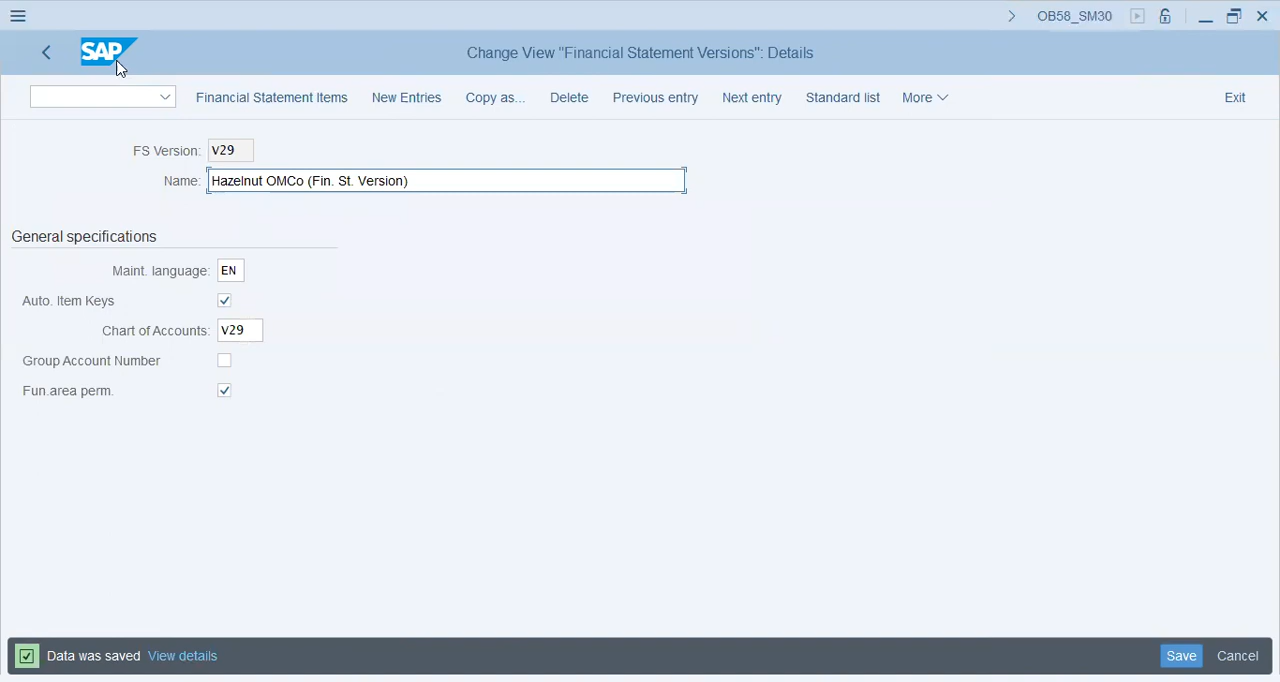 OB58_SM30
SAP
Change View "Financial Statement Versions": Details
Financial Statement Items New Entries Copy as... Delete Previous entry Next entry Standard list More Exit
FS Version: V29
Name: Hazelnut OMCo (Fin. St. Version)
General specifications
Maint. language: EN
Auto. Item Keys
Chart of Accounts: V29
Group Account Number
Fun.area perm.
Data was saved View details Save Cancel